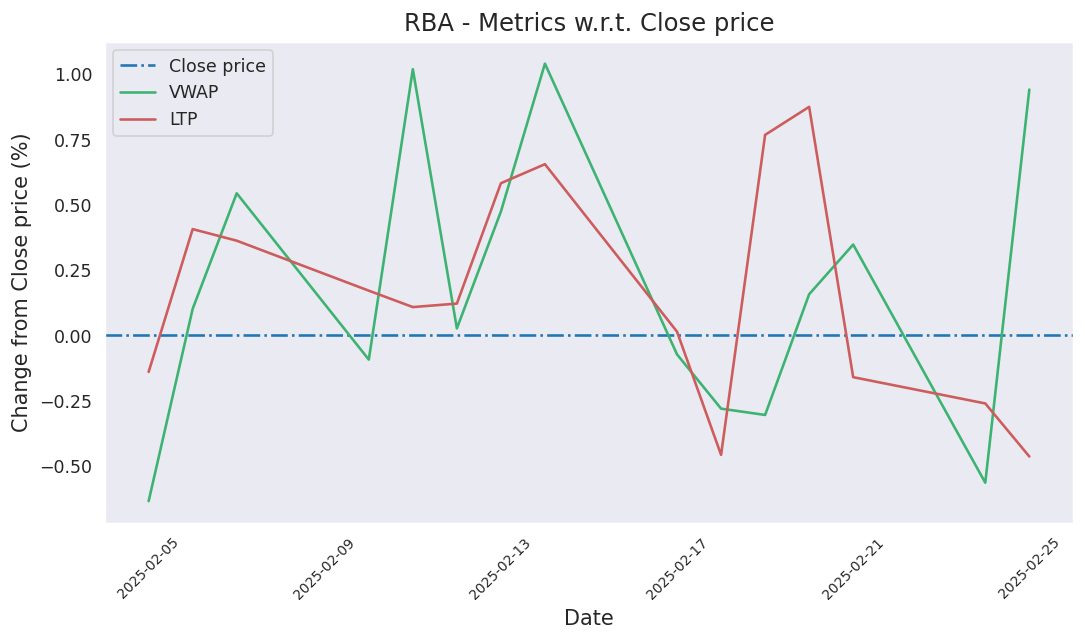 RBA - Metrics w.r.t. Close price
Close price
VWAP
LTP
1.00
0.75
0.50
0.25
0.00
−0.25
−0.50
Change from Close price (%)
2025-02-05
2025-02-09
2025-02-13
2025-02-17
2025-02-21
2025-02-25
Date